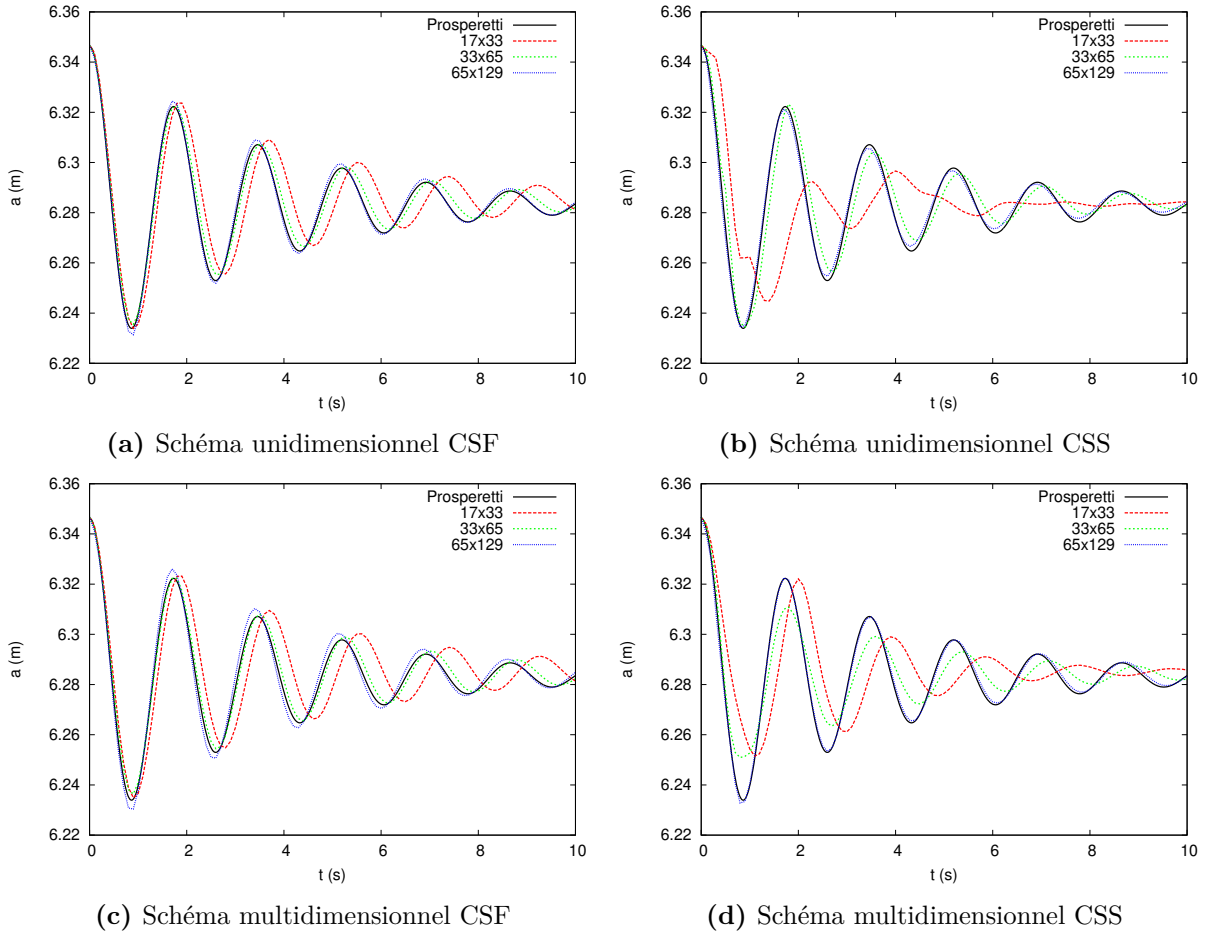 6.36
6.34
6.32
6.3
6.28
6.26
6.24
6.22
a (m)
0 2 4 6 8 10
t (s)
Prosperetti
17x33
33x65
65x129
(a) Schéma unidimensionnel CSF
6.36
6.34
6.32
6.3
6.28
6.26
6.24
6.22
a (m)
0 2 4 6 8 10
t (s)
Prosperetti
17x33
33x65
65x129
(b) Schéma unidimensionnel CSS
6.36
6.34
6.32
6.3
6.28
6.26
6.24
6.22
a (m)
0 2 4 6 8 10
t (s)
Prosperetti
17x33
33x65
65x129
(c) Schéma multidimensionnel CSF
6.36
6.34
6.32
6.3
6.28
6.26
6.24
6.22
a (m)
0 2 4 6 8 10
t (s)
Prosperetti
17x33
33x65
65x129
(d) Schéma multidimensionnel CSS